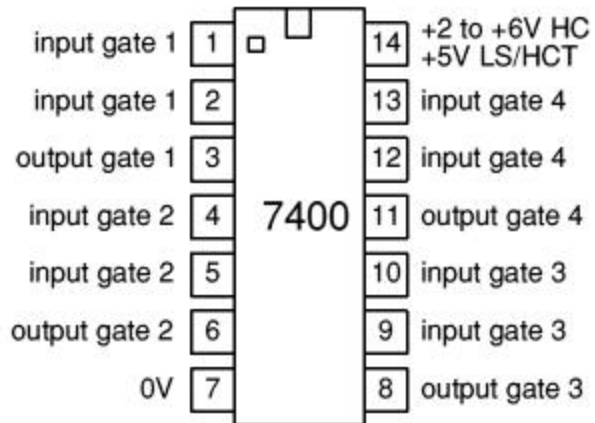 input gate 1 1
input gate 1 2
output gate 1 3
input gate 2 4
input gate 2 5
output gate 2 6
0V 7
7400
14 +2 to +6V HC
+5V LS/HCT
13 input gate 4
12 input gate 4
11 output gate 4
10 input gate 3
9 input gate 3
8 output gate 3